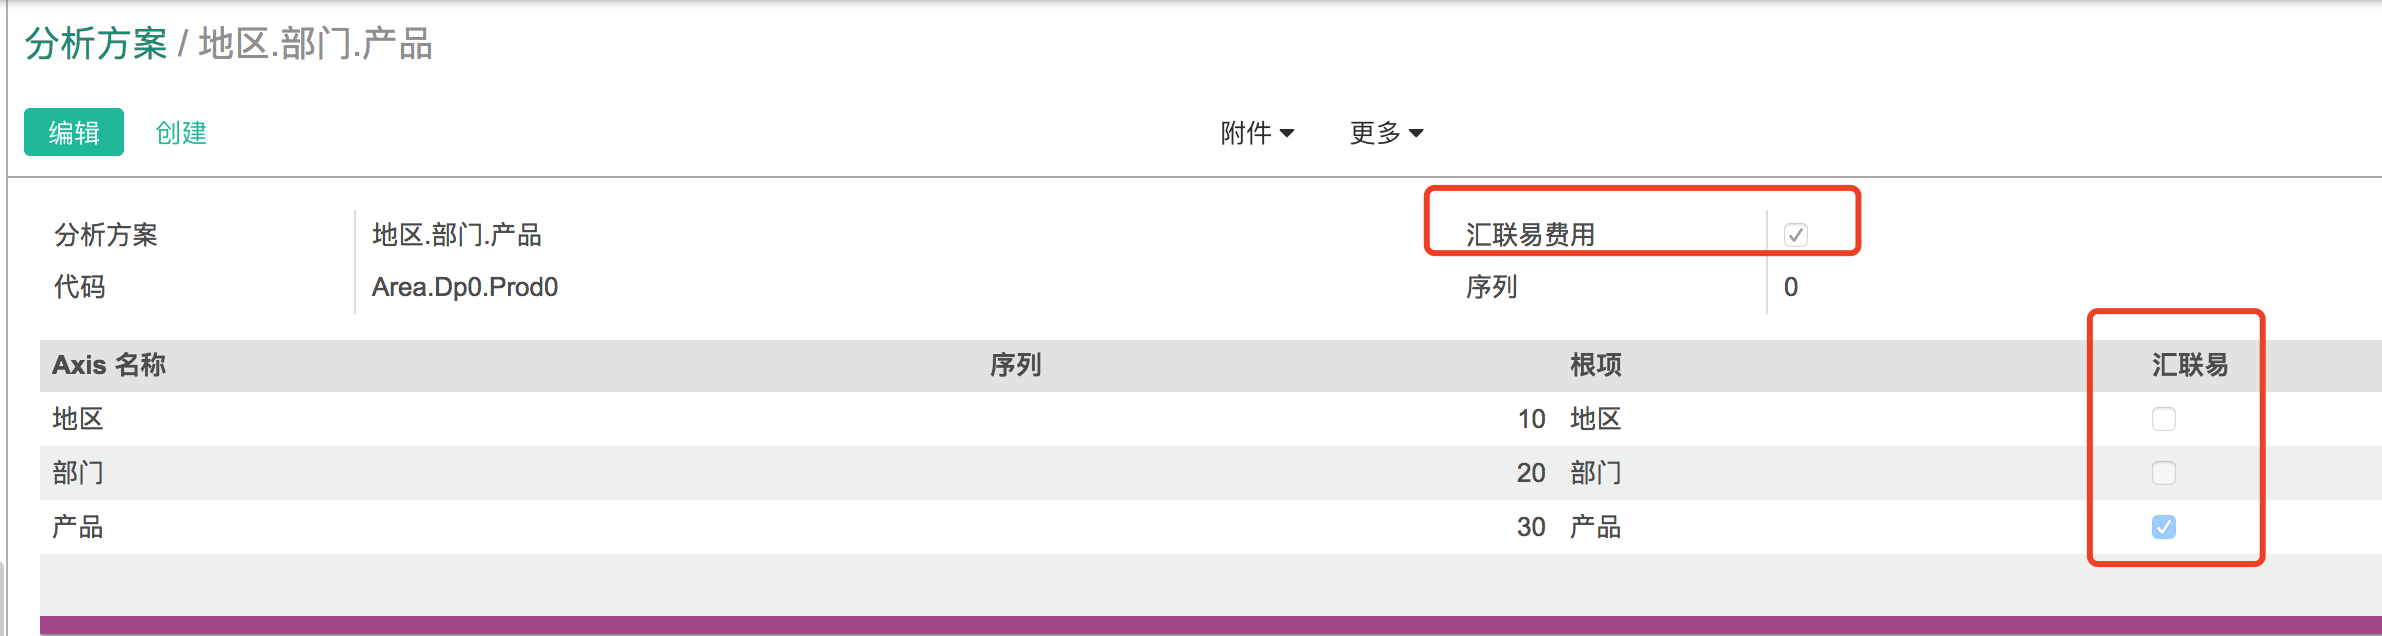 分析方案 / 地区.部门.产品
编辑 创建 附件 更多
分析方案 地区.部门.产品 汇联易费用
代码 Area.Dp0.Prod0 序列 0
Axis 名称 序列 根项 汇联易
地区 10 地区
部门 20 部门
产品 30 产品